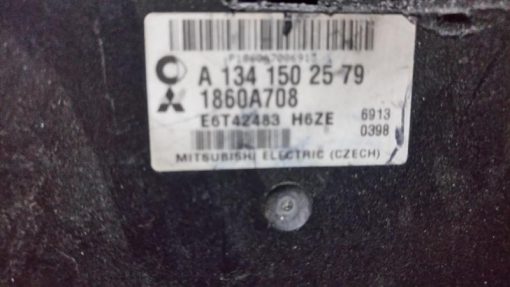 A 134 150 25 79
1860A708
E6T42483 H6ZE 6913
0398
MITSUBISHI ELECTRIC (CZECH)